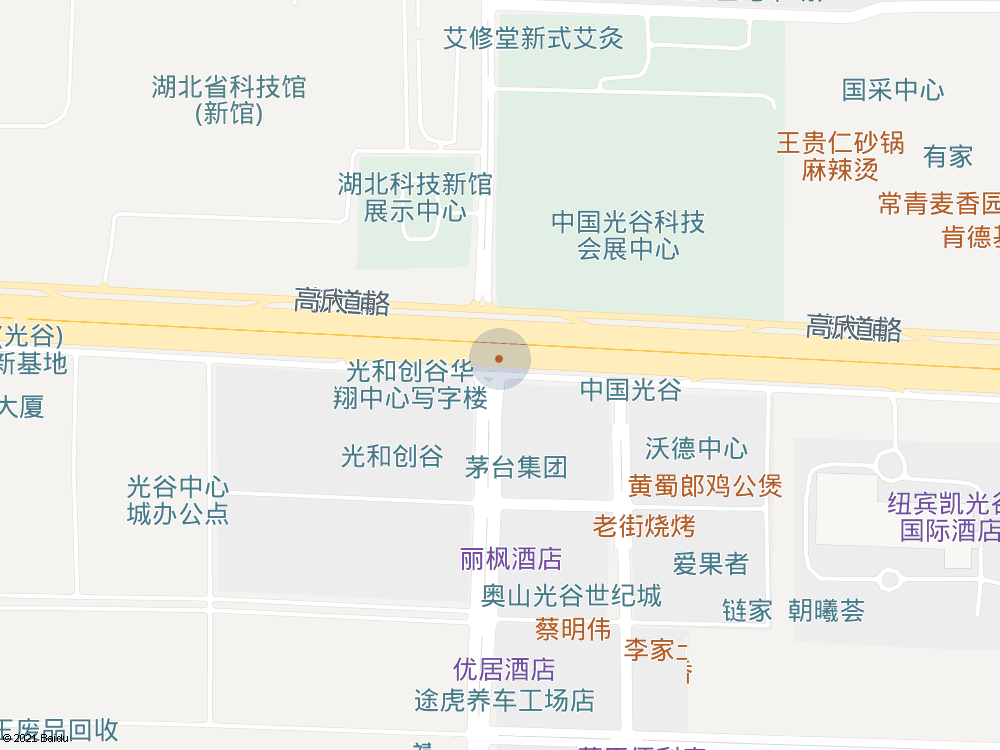 艾修堂新式艾灸
湖北省科技馆
(新馆)
国采中心
王贵仁砂锅
麻辣烫
有家
湖北科技新馆
展示中心
常青麦香园
中国光谷科技
会展中心
肯德基
(光谷)
新基地
大厦
光和创谷华
翔中心写字楼
中国光谷
沃德中心
光和创谷
茅台集团
黄蜀郎鸡公煲
光谷中心
城办公点
纽宾凯光谷
国际酒店
老街烧烤
丽枫酒店
爱果者
奥山光谷世纪城
链家
朝曦荟
蔡明伟
李家二
优居酒店
途虎养车工场店
废品回收
© 2021 Baidu